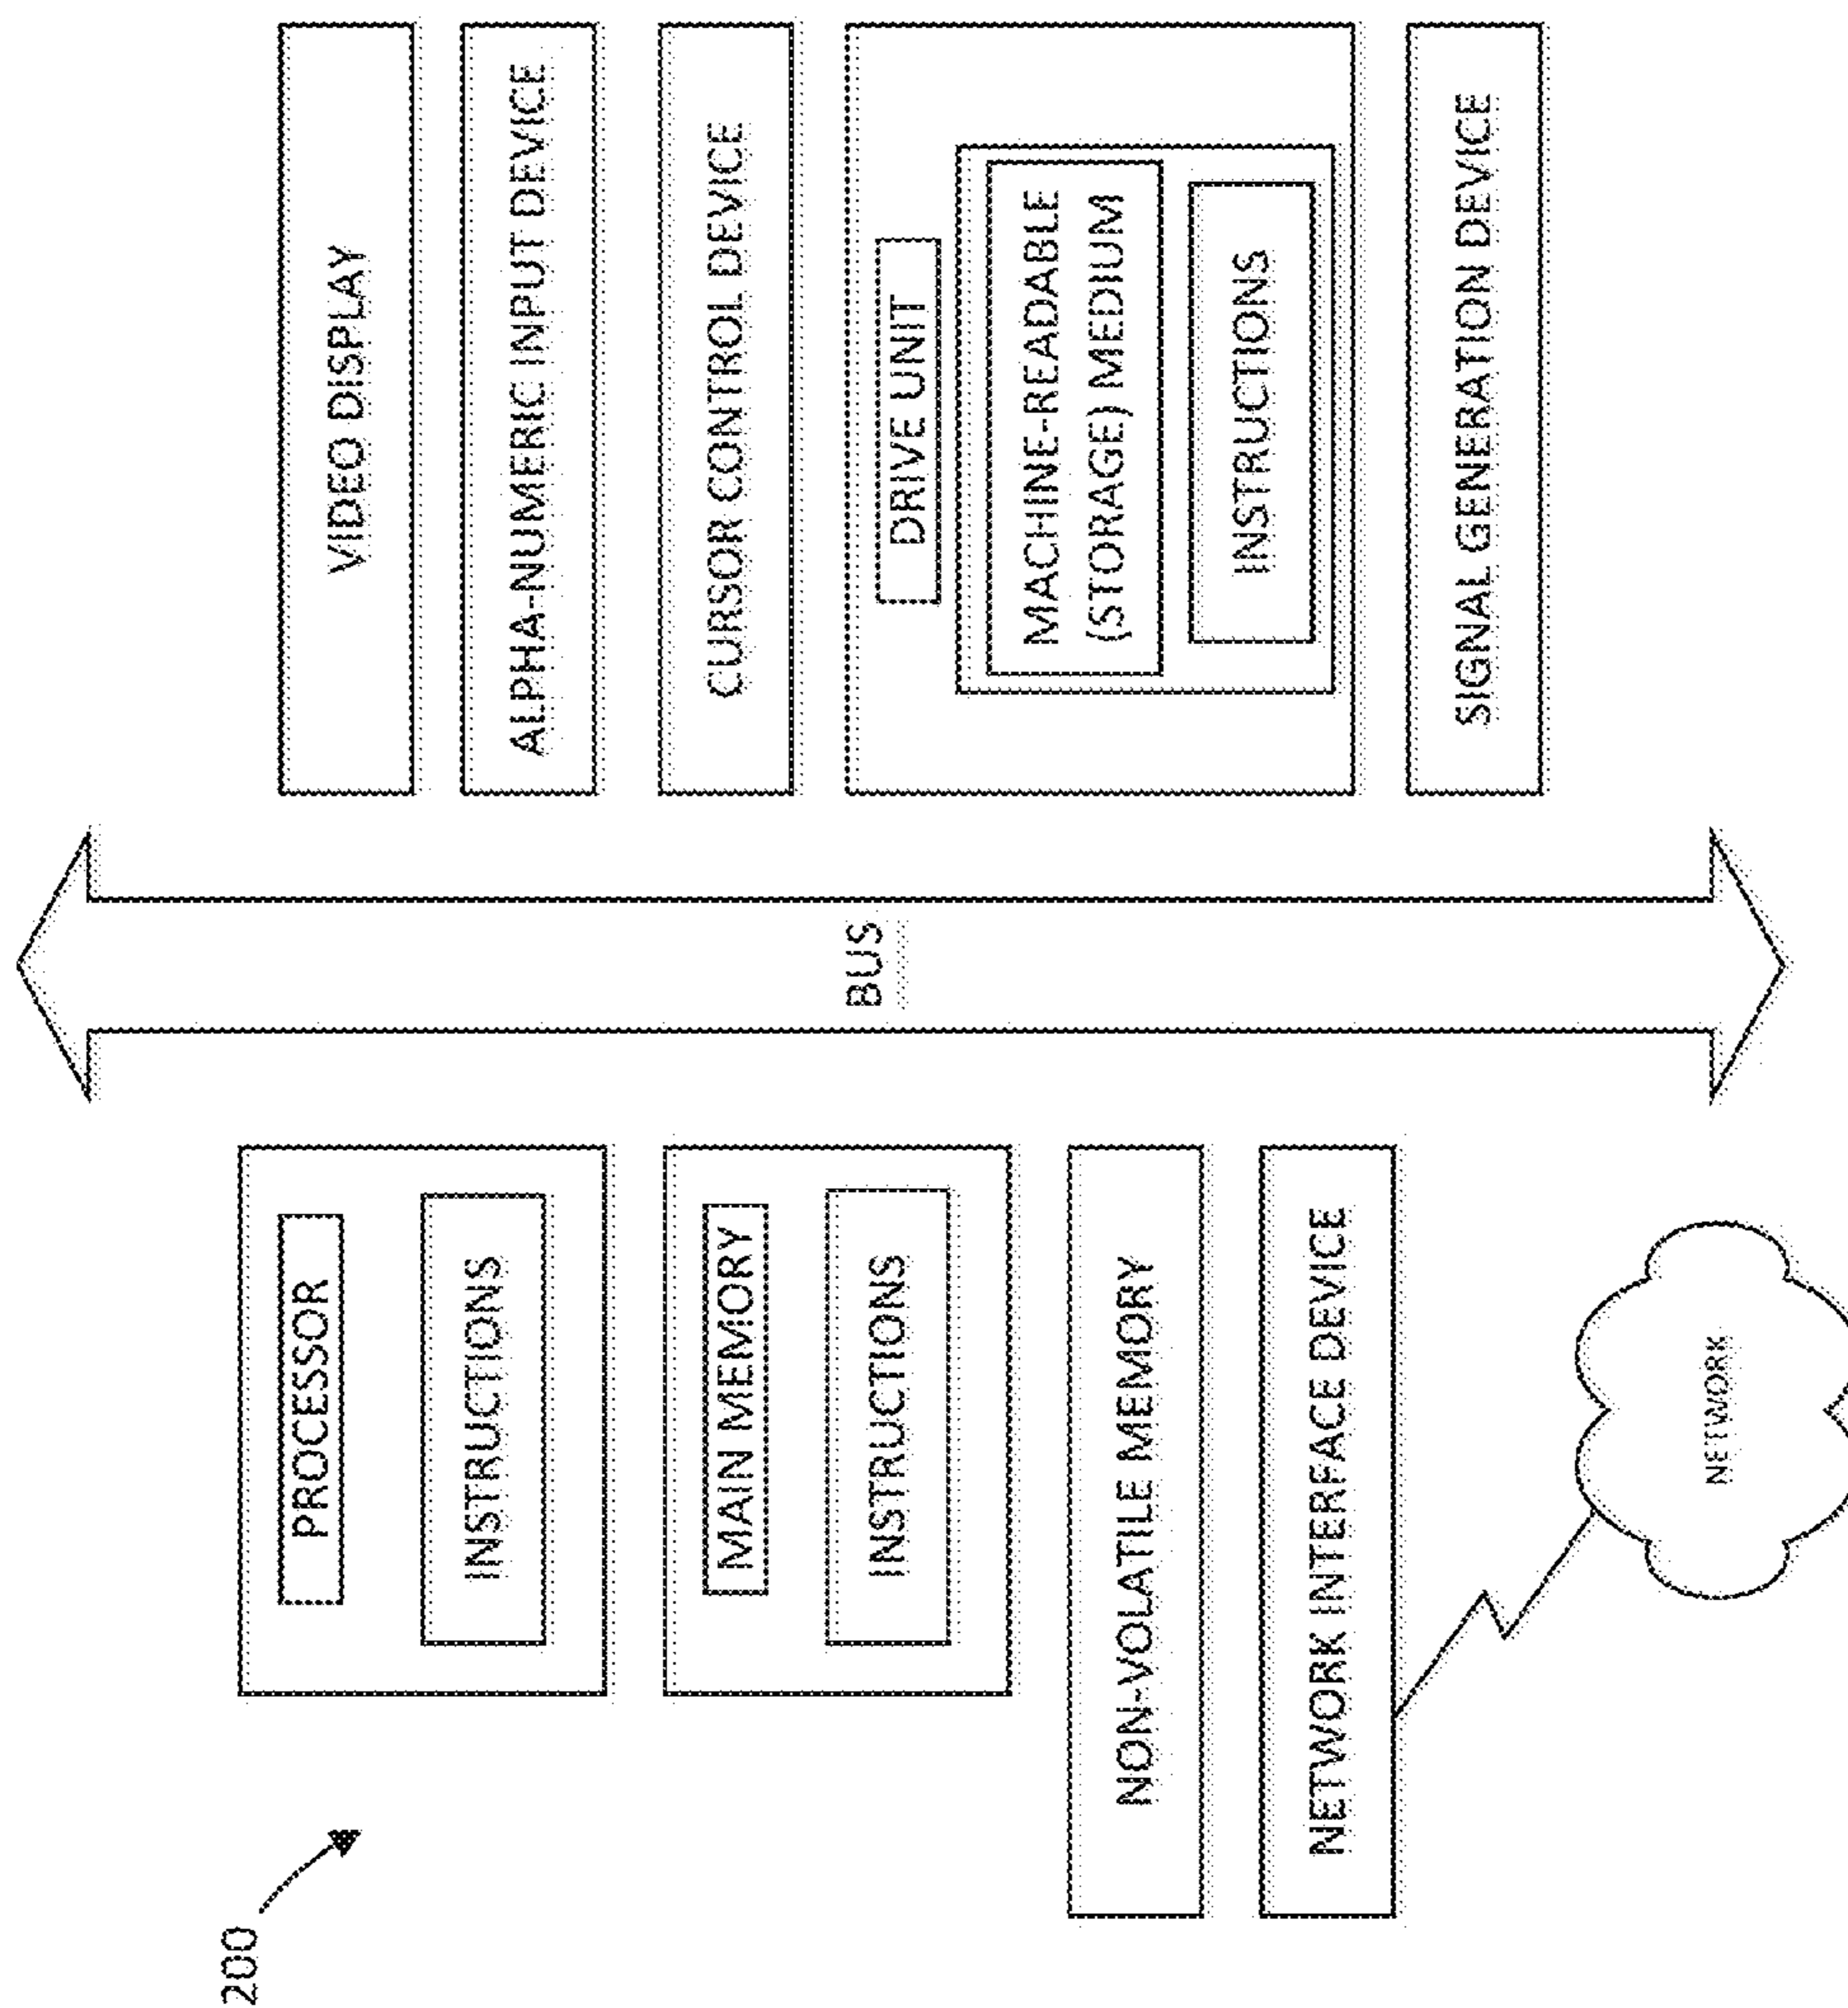 200
PROCESSOR
INSTRUCTIONS
MAIN MEMORY
INSTRUCTIONS
NON-VOLATILE MEMORY
NETWORK INTERFACE DEVICE
NETWORK
BUS
VIDEO DISPLAY
ALPHA-NUMERIC INPUT DEVICE
CURSOR CONTROL DEVICE
DRIVE UNIT
MACHINE-READABLE
(STORAGE) MEDIUM
INSTRUCTIONS
SIGNAL GENERATION DEVICE